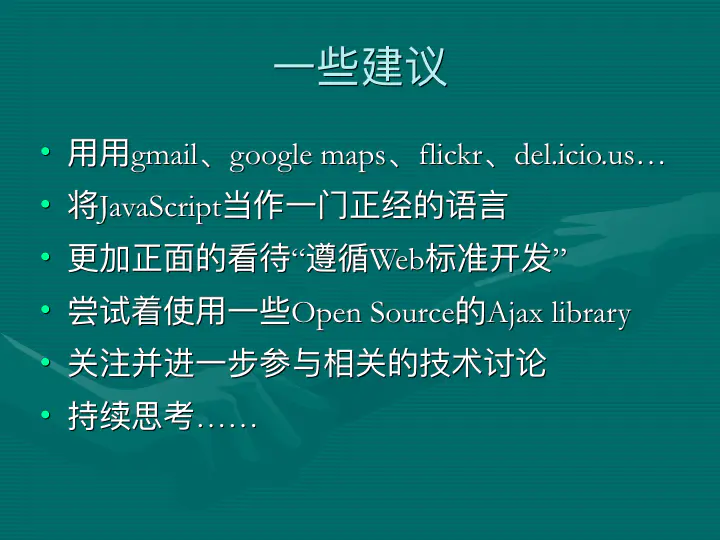 一些建议
• 用用gmail、google maps、flickr、del.icio.us…
• 将JavaScript当作一门正经的语言
• 更加正面的看待“遵循Web标准开发”
• 尝试着使用一些Open Source的Ajax library
• 关注并进一步参与相关的技术讨论
• 持续思考……